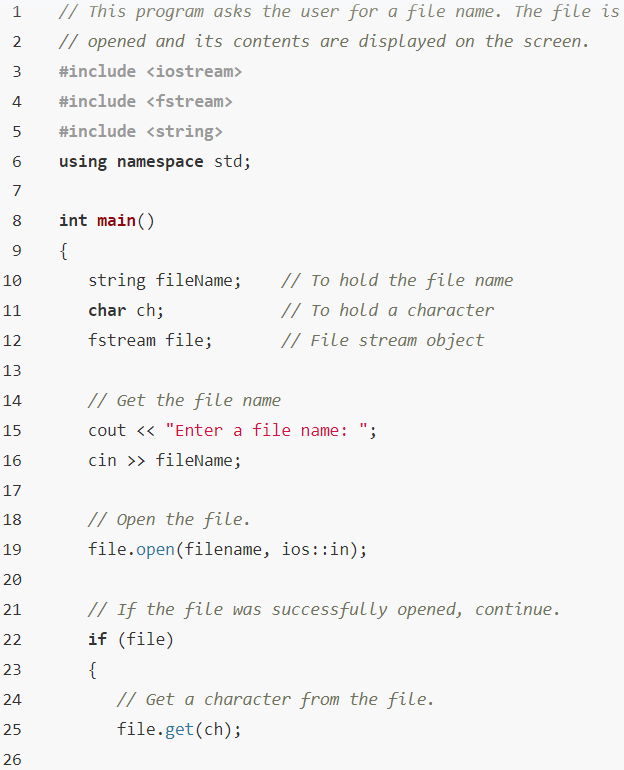 1 // This program asks the user for a file name. The file is
2 // opened and its contents are displayed on the screen.
3 #include <iostream>
4 #include <fstream>
5 #include <string>
6 using namespace std;
7
8 int main()
9 {
10    string fileName;    // To hold the file name
11    char ch;            // To hold a character
12    fstream file;       // File stream object
13
14    // Get the file name
15    cout << "Enter a file name: ";
16    cin >> fileName;
17
18    // Open the file.
19    file.open(filename, ios::in);
20
21    // If the file was successfully opened, continue.
22    if (file)
23    {
24       // Get a character from the file.
25       file.get(ch);
26